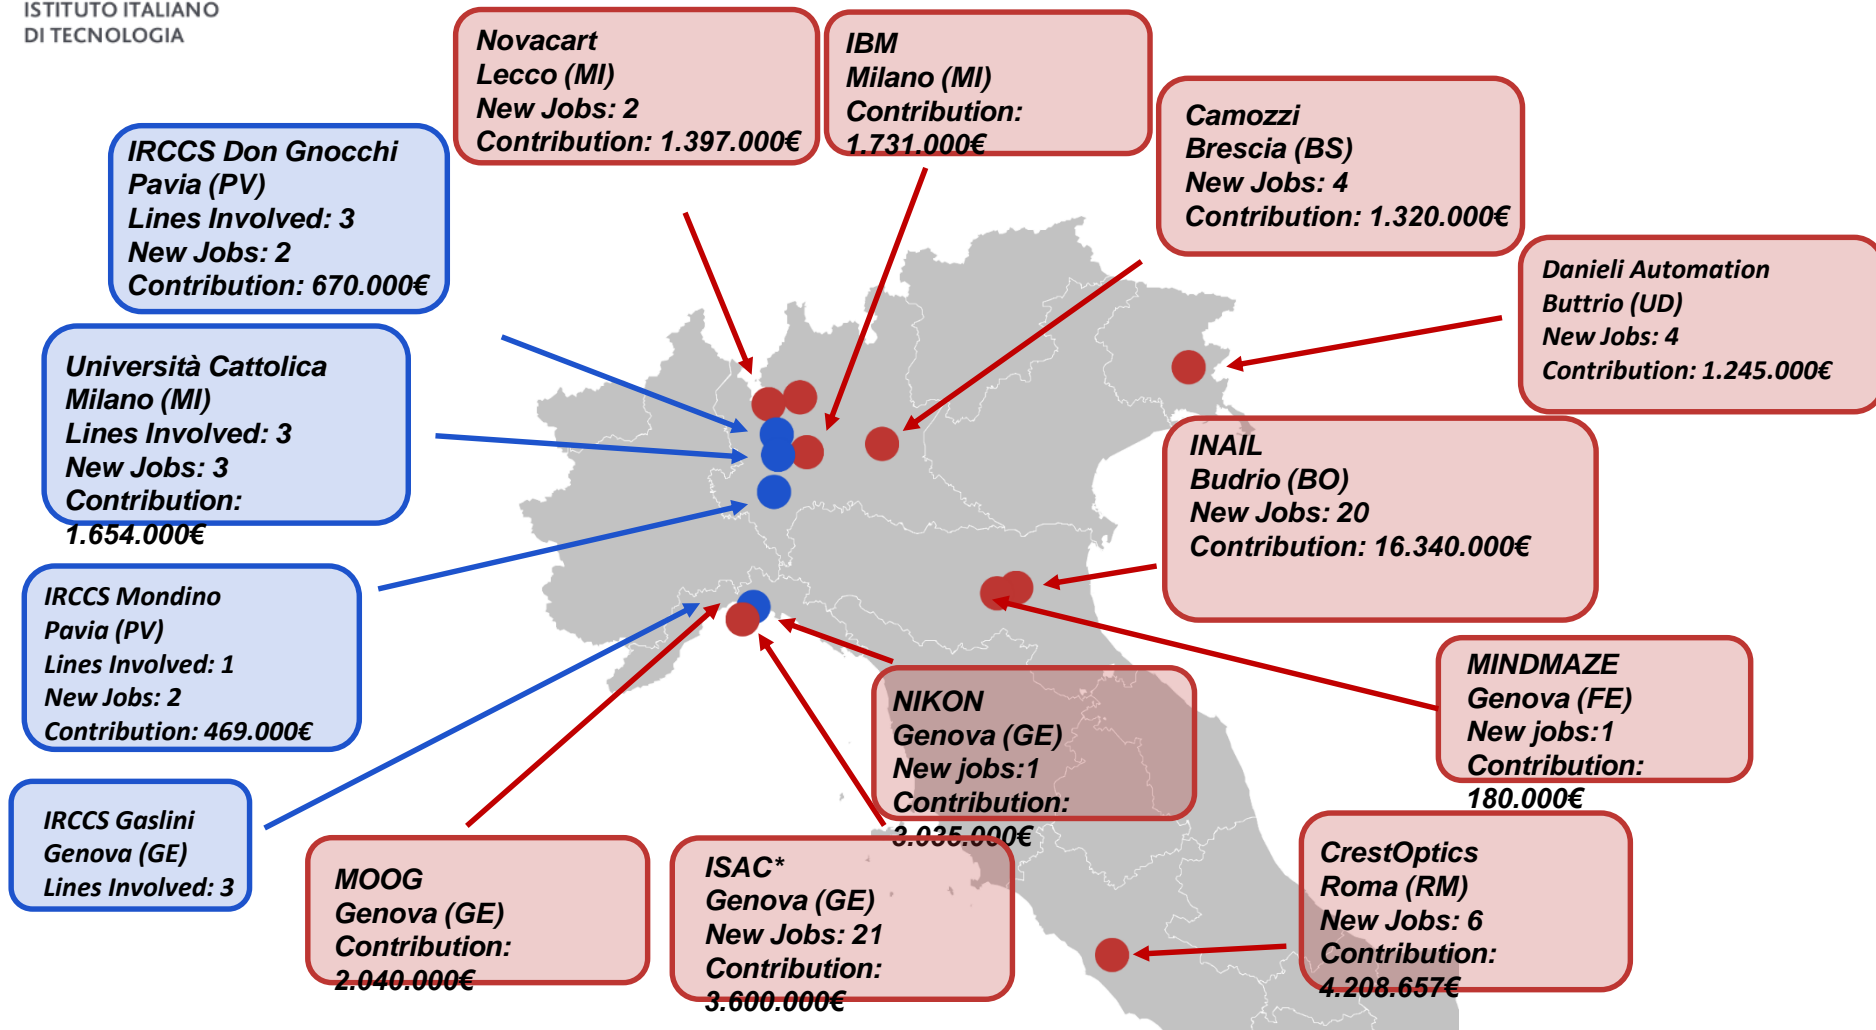 ISTITUTO ITALIANO
DI TECNOLOGIA
Novacart
Lecco (MI)
New Jobs: 2
Contribution: 1.397.000€
IBM
Milano (MI)
Contribution:
1.731.000€
Camozzi
Brescia (BS)
New Jobs: 4
Contribution: 1.320.000€
IRCCS Don Gnocchi
Pavia (PV)
Lines Involved: 3
New Jobs: 2
Contribution: 670.000€
Danieli Automation
Buttrio (UD)
New Jobs: 4
Contribution: 1.245.000€
Università Cattolica
Milano (MI)
Lines Involved: 3
New Jobs: 3
Contribution:
1.654.000€
INAIL
Budrio (BO)
New Jobs: 20
Contribution: 16.340.000€
IRCCS Mondino
Pavia (PV)
Lines Involved: 1
New Jobs: 2
Contribution: 469.000€
MINDMAZE
Genova (FE)
New jobs:1
Contribution:
180.000€
NIKON
Genova (GE)
New jobs:1
Contribution:
3.035.000€
IRCCS Gaslini
Genova (GE)
Lines Involved: 3
MOOG
Genova (GE)
Contribution:
2.040.000€
ISAC*
Genova (GE)
New Jobs: 21
Contribution:
3.600.000€
CrestOptics
Roma (RM)
New Jobs: 6
Contribution:
4.208.657€